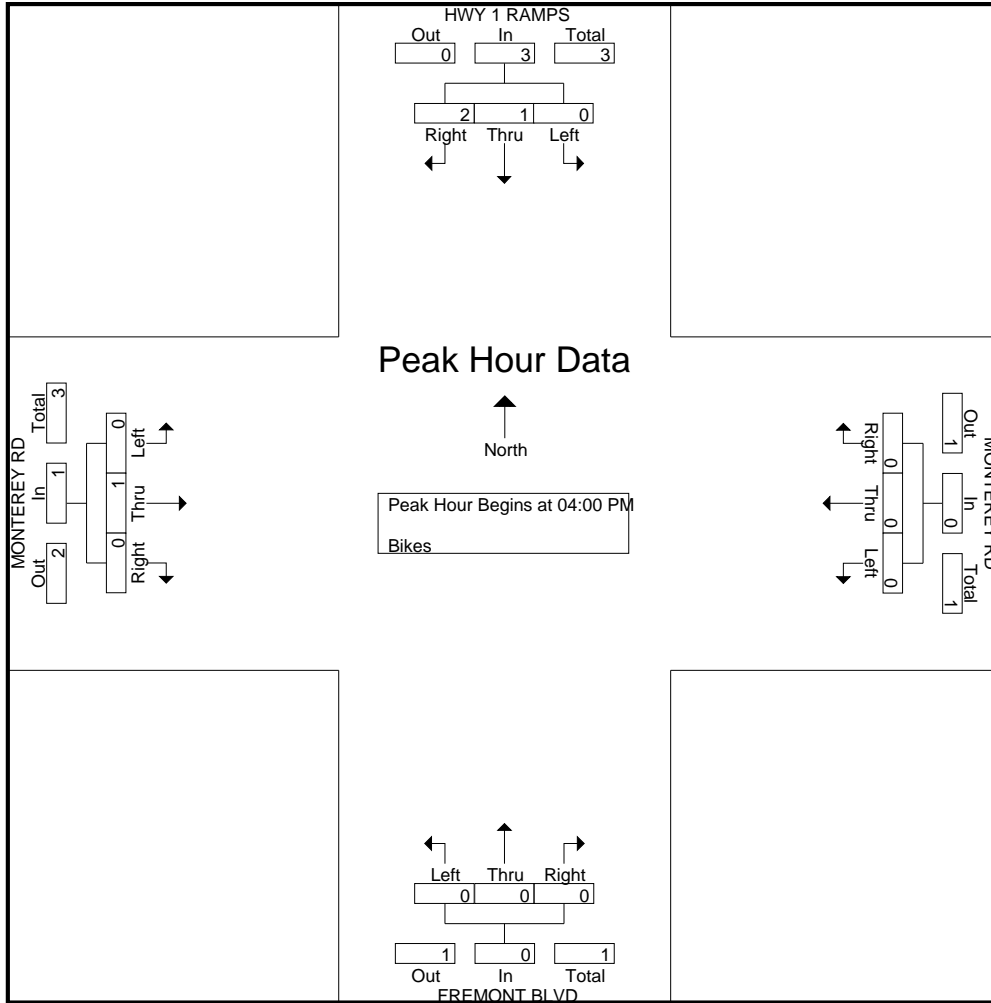 HWY 1 RAMPS
Out In Total
0 3 3
2 1 0
Right Thru Left
Peak Hour Data
North
Peak Hour Begins at 04:00 PM
Bikes
MONTEREY RD
Total In Out
3 1 2
0 1 0
Left Thru Right
MONTEREY RD
Out In Total
1 0 1
0 0 0
Right Thru Left
Left Thru Right
0 0 0
1 0 1
Out In Total
FREMONT BLVD